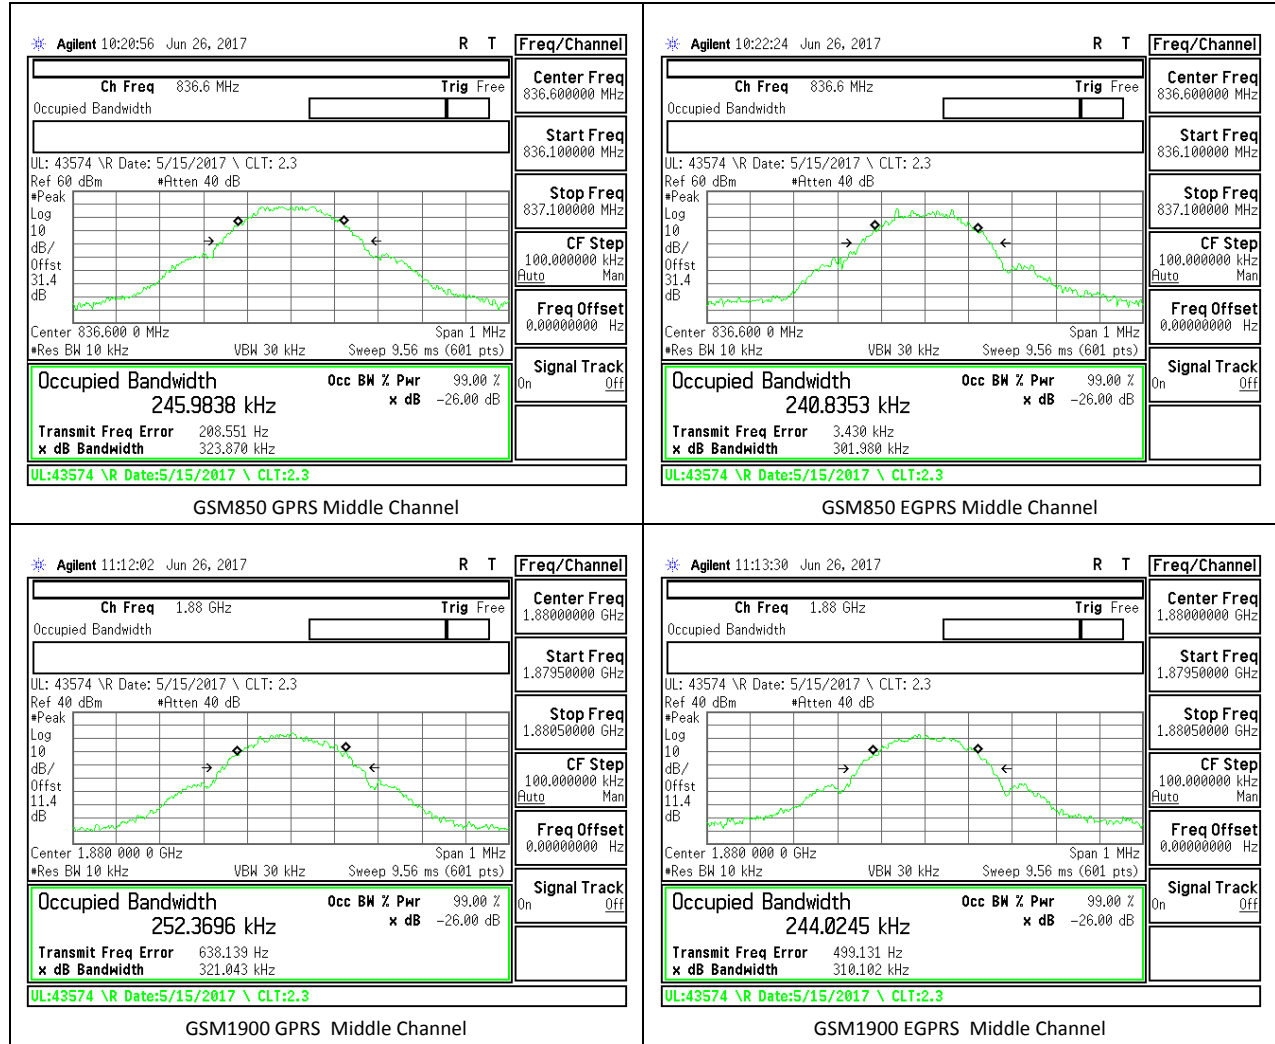 Agilent 10:20:56 Jun 26, 2017 R T Freq/Channel
Ch Freq 836.6 MHz Trig Free
Occupied Bandwidth
Center Freq
836.600000 MHz
Start Freq
836.100000 MHz
UL: 43574 \R Date: 5/15/2017 \ CLT: 2.3
Ref 60 dBm #Atten 40 dB
#Peak
Log
10
dB/
Offst
31.4
dB
Stop Freq
837.100000 MHz
CF Step
100.000000 kHz
Auto Man
Freq Offset
0.00000000 Hz
Center 836.600 0 MHz Span 1 MHz
#Res BW 10 kHz VBW 30 kHz Sweep 9.56 ms (601 pts)
Signal Track
On Off
Occupied Bandwidth Occ BW % Pwr 99.00 %
245.9838 kHz x dB -26.00 dB
Transmit Freq Error 208.551 Hz
x dB Bandwidth 323.870 kHz
UL:43574 \R Date:5/15/2017 \ CLT:2.3
GSM850 GPRS Middle Channel
Agilent 10:22:24 Jun 26, 2017 R T Freq/Channel
Ch Freq 836.6 MHz Trig Free
Occupied Bandwidth
Center Freq
836.600000 MHz
Start Freq
836.100000 MHz
UL: 43574 \R Date: 5/15/2017 \ CLT: 2.3
Ref 60 dBm #Atten 40 dB
#Peak
Log
10
dB/
Offst
31.4
dB
Stop Freq
837.100000 MHz
CF Step
100.000000 kHz
Auto Man
Freq Offset
0.00000000 Hz
Center 836.600 0 MHz Span 1 MHz
#Res BW 10 kHz VBW 30 kHz Sweep 9.56 ms (601 pts)
Signal Track
On Off
Occupied Bandwidth Occ BW % Pwr 99.00 %
240.8353 kHz x dB -26.00 dB
Transmit Freq Error 3.430 kHz
x dB Bandwidth 301.980 kHz
UL:43574 \R Date:5/15/2017 \ CLT:2.3
GSM850 EGPRS Middle Channel
Agilent 11:12:02 Jun 26, 2017 R T Freq/Channel
Ch Freq 1.88 GHz Trig Free
Occupied Bandwidth
Center Freq
1.88000000 GHz
Start Freq
1.87950000 GHz
UL: 43574 \R Date: 5/15/2017 \ CLT: 2.3
Ref 40 dBm #Atten 40 dB
#Peak
Log
10
dB/
Offst
11.4
dB
Stop Freq
1.88050000 GHz
CF Step
100.000000 kHz
Auto Man
Freq Offset
0.00000000 Hz
Center 1.880 000 0 GHz Span 1 MHz
#Res BW 10 kHz VBW 30 kHz Sweep 9.56 ms (601 pts)
Signal Track
On Off
Occupied Bandwidth Occ BW % Pwr 99.00 %
252.3696 kHz x dB -26.00 dB
Transmit Freq Error 638.139 Hz
x dB Bandwidth 321.043 kHz
UL:43574 \R Date:5/15/2017 \ CLT:2.3
GSM1900 GPRS Middle Channel
Agilent 11:13:30 Jun 26, 2017 R T Freq/Channel
Ch Freq 1.88 GHz Trig Free
Occupied Bandwidth
Center Freq
1.88000000 GHz
Start Freq
1.87950000 GHz
UL: 43574 \R Date: 5/15/2017 \ CLT: 2.3
Ref 40 dBm #Atten 40 dB
#Peak
Log
10
dB/
Offst
11.4
dB
Stop Freq
1.88050000 GHz
CF Step
100.000000 kHz
Auto Man
Freq Offset
0.00000000 Hz
Center 1.880 000 0 GHz Span 1 MHz
#Res BW 10 kHz VBW 30 kHz Sweep 9.56 ms (601 pts)
Signal Track
On Off
Occupied Bandwidth Occ BW % Pwr 99.00 %
244.0245 kHz x dB -26.00 dB
Transmit Freq Error 499.131 Hz
x dB Bandwidth 310.102 kHz
UL:43574 \R Date:5/15/2017 \ CLT:2.3
GSM1900 EGPRS Middle Channel